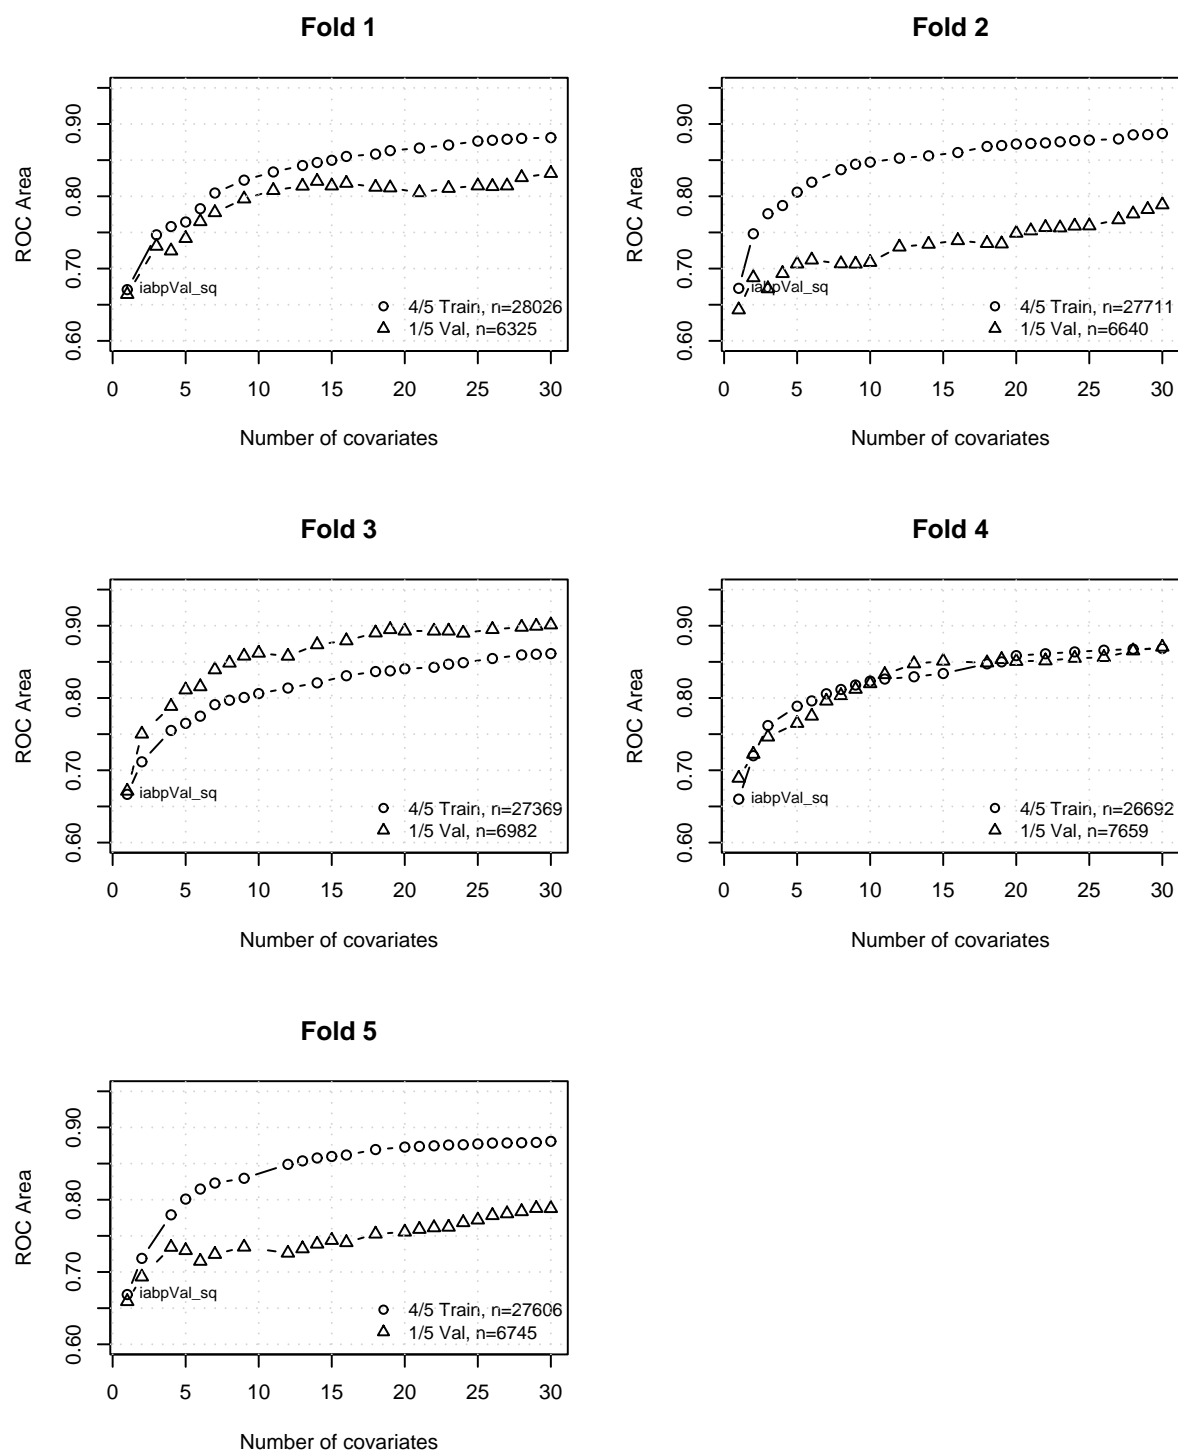 Fold 1
ROC Area
0.60 0.70 0.80 0.90
iabpVal_sq
4/5 Train, n=28026
1/5 Val, n=6325
0 5 10 15 20 25 30
Number of covariates
Fold 2
ROC Area
0.60 0.70 0.80 0.90
iabpVal_sq
4/5 Train, n=27711
1/5 Val, n=6640
0 5 10 15 20 25 30
Number of covariates
Fold 3
ROC Area
0.60 0.70 0.80 0.90
iabpVal_sq
4/5 Train, n=27369
1/5 Val, n=6982
0 5 10 15 20 25 30
Number of covariates
Fold 4
ROC Area
0.60 0.70 0.80 0.90
iabpVal_sq
4/5 Train, n=26692
1/5 Val, n=7659
0 5 10 15 20 25 30
Number of covariates
Fold 5
ROC Area
0.60 0.70 0.80 0.90
iabpVal_sq
4/5 Train, n=27606
1/5 Val, n=6745
0 5 10 15 20 25 30
Number of covariates